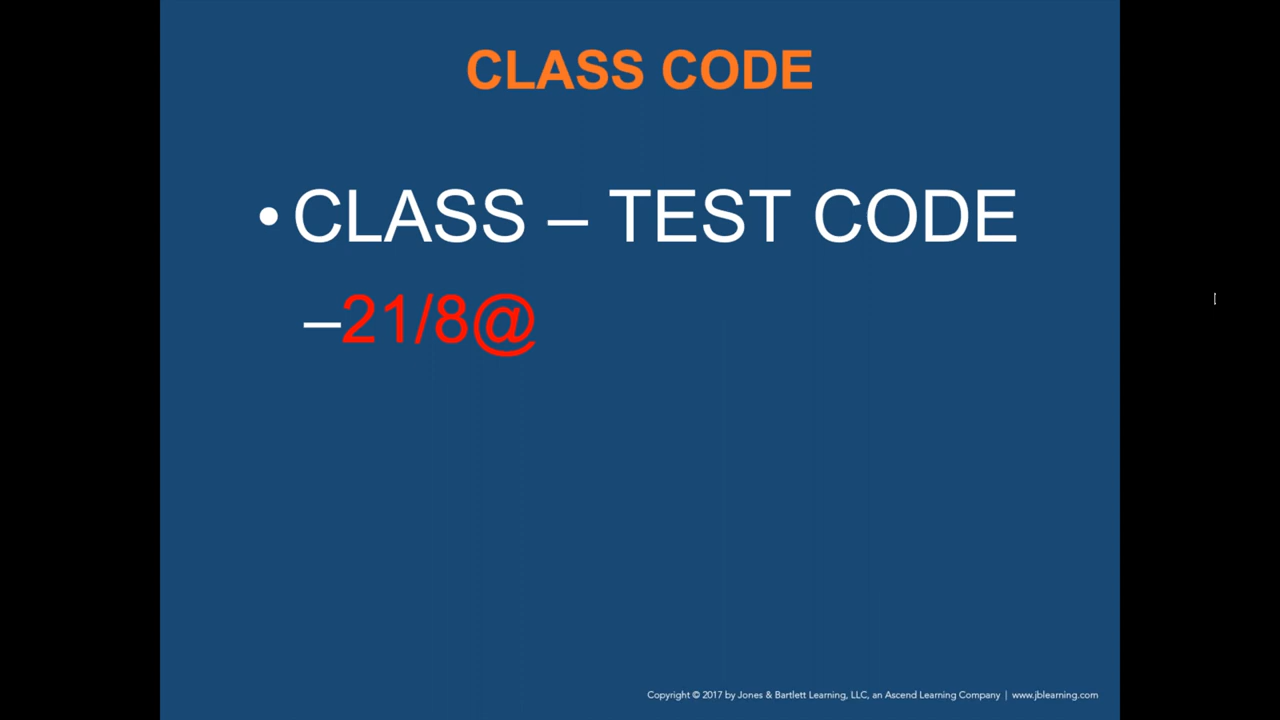 CLASS CODE
• CLASS – TEST CODE
–21/8@
Copyright © 2017 by Jones & Bartlett Learning, LLC, an Ascend Learning Company | www.jblearning.com